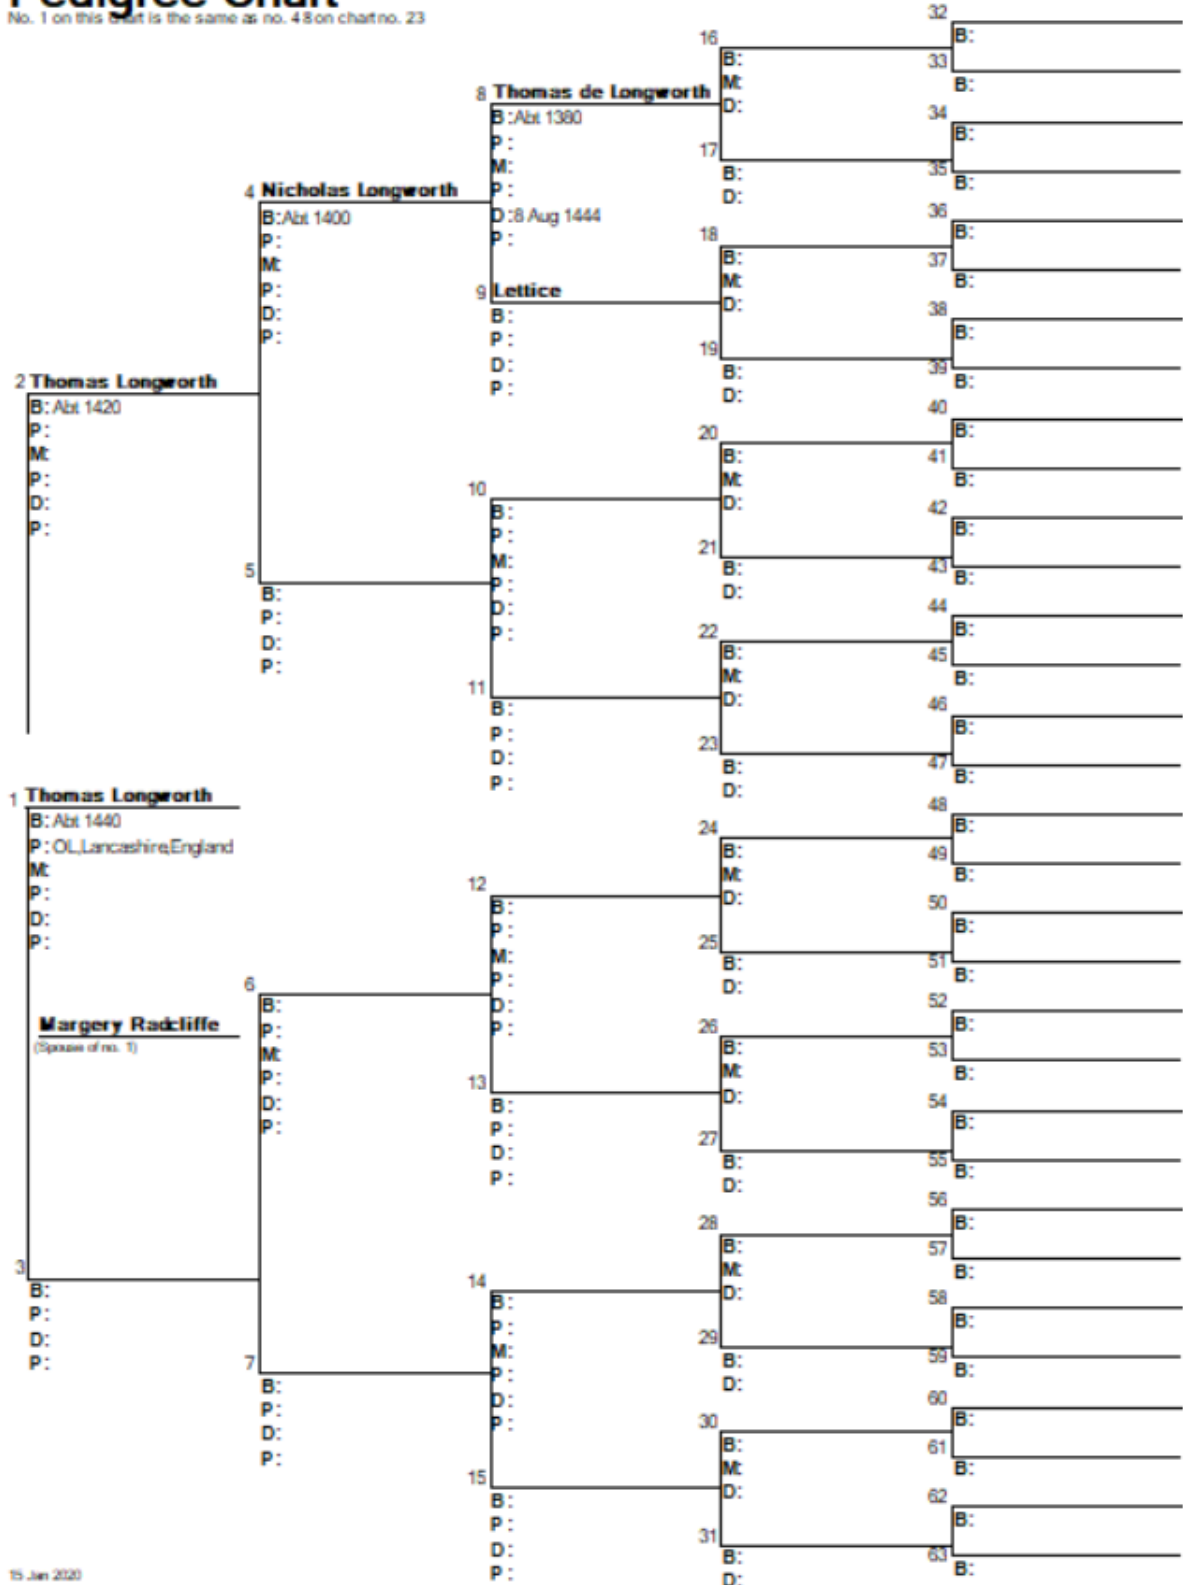 Pedigree Chart
No. 1 on this chart is the same as no. 48 on chart no. 23
8 Thomas de Longworth
B: Abt 1380
P:
M:
P:
D: 8 Aug 1444
P:
4 Nicholas Longworth
B: Abt 1400
P:
M:
P:
D:
P:
9 Lettice
B:
P:
D:
P:
2 Thomas Longworth
B: Abt 1420
P:
M:
P:
D:
P:
10
B:
P:
M:
P:
D:
P:
5
B:
P:
D:
P:
11
B:
P:
D:
P:
1 Thomas Longworth
B: Abt 1440
P: OL,Lancashire,England
M:
P:
D:
P:
Margery Radcliffe
(Spouse of no. 1)
12
B:
P:
M:
P:
D:
P:
6
B:
P:
M:
P:
D:
P:
13
B:
P:
D:
P:
3
B:
P:
D:
P:
14
B:
P:
M:
P:
D:
P:
7
B:
P:
D:
P:
15
B:
P:
D:
P:
16
B:
M:
D:
17
B:
D:
18
B:
M:
D:
19
B:
D:
20
B:
M:
D:
21
B:
D:
22
B:
M:
D:
23
B:
D:
24
B:
M:
D:
25
B:
D:
26
B:
M:
D:
27
B:
D:
28
B:
M:
D:
29
B:
D:
30
B:
M:
D:
31
B:
D:
32
B:
33
B:
34
B:
35
B:
36
B:
37
B:
38
B:
39
B:
40
B:
41
B:
42
B:
43
B:
44
B:
45
B:
46
B:
47
B:
48
B:
49
B:
50
B:
51
B:
52
B:
53
B:
54
B:
55
B:
56
B:
57
B:
58
B:
59
B:
60
B:
61
B:
62
B:
63
B:
15 Jan 2020